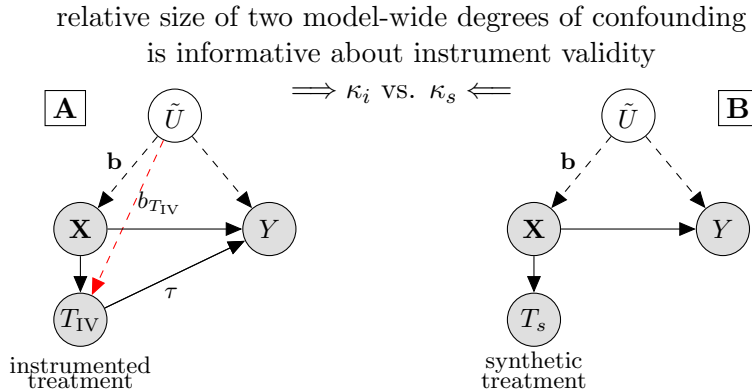 relative size of two model-wide degrees of confounding
is informative about instrument validity
⟹ κ_i vs. κ_s ⟸
A
Ũ
b
b_{T_IV}
X
Y
τ
T_IV
instrumented
treatment
B
Ũ
b
X
Y
T_s
synthetic
treatment